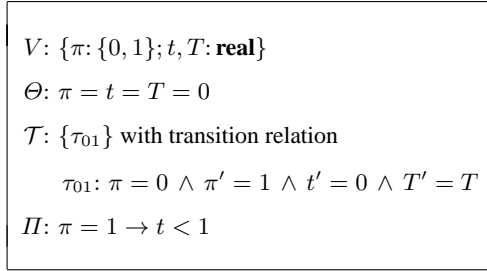 V: {π: {0, 1}; t, T: real}
Θ: π = t = T = 0
𝒯: {τ₀₁} with transition relation
τ₀₁: π = 0 ∧ π′ = 1 ∧ t′ = 0 ∧ T′ = T
Π: π = 1 → t < 1